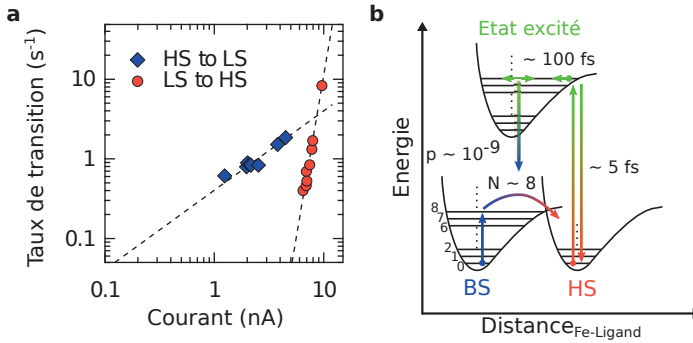 a
Taux de transition (s-1)
10
1
0.1
0.1
1
10
Courant (nA)
HS to LS
LS to HS
b
Etat excité
~ 100 fs
p ~ 10-9
N ~ 8
~ 5 fs
8
7
6
2
1
0
BS
HS
Energie
DistanceFe-Ligand